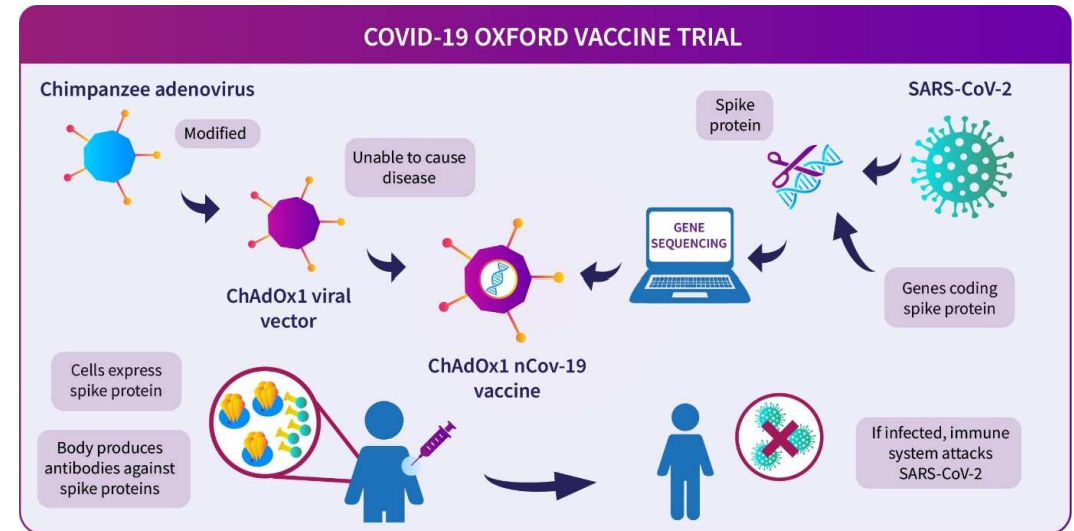 COVID-19 OXFORD VACCINE TRIAL
Chimpanzee adenovirus
Modified
Unable to cause
disease
Spike
protein
SARS-CoV-2
GENE
SEQUENCING
ChAdOx1 viral
vector
Genes coding
spike protein
ChAdOx1 nCov-19
vaccine
Cells express
spike protein
Body produces
antibodies against
spike proteins
If infected, immune
system attacks
SARS-CoV-2